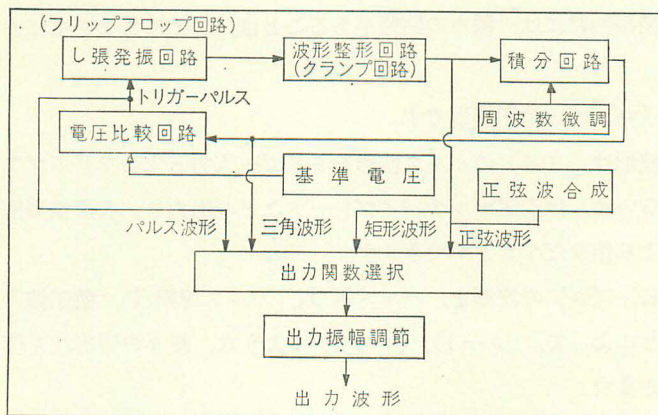 (フリップフロップ回路)
し張発振回路
波形整形回路
(クランプ回路)
積分回路
トリガーパルス
周波数微調
電圧比較回路
基準電圧
正弦波合成
パルス波形
三角波形
矩形波形
正弦波形
出力関数選択
出力振幅調節
出力波形